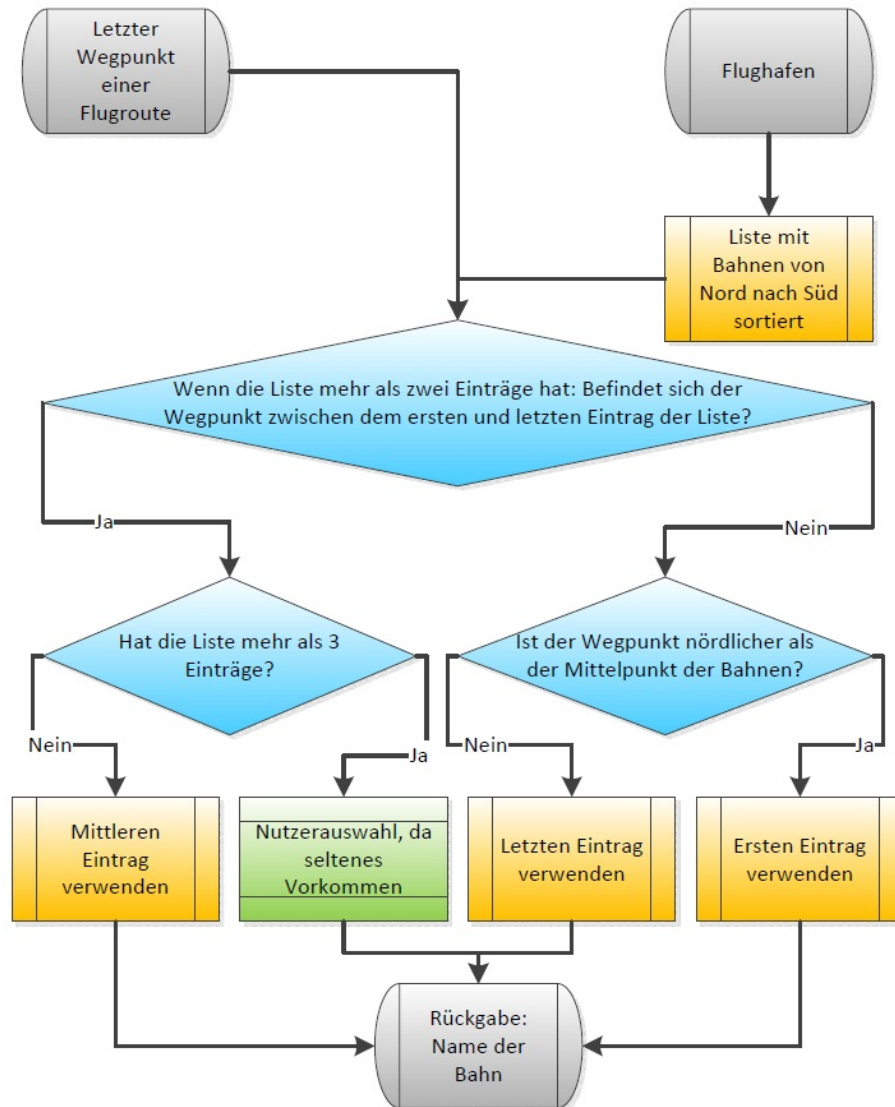 Letzter
Wegpunkt
einer
Flugroute
Flughafen
Liste mit
Bahnen von
Nord nach Süd
sortiert
Wenn die Liste mehr als zwei Einträge hat: Befindet sich der
Wegpunkt zwischen dem ersten und letzten Eintrag der Liste?
Ja
Nein
Hat die Liste mehr als 3
Einträge?
Ist der Wegpunkt nördlicher als
der Mittelpunkt der Bahnen?
Nein
Ja
Nein
Ja
Mittleren
Eintrag
verwenden
Nutzerauswahl, da
seltenes
Vorkommen
Letzten Eintrag
verwenden
Ersten Eintrag
verwenden
Rückgabe:
Name der
Bahn